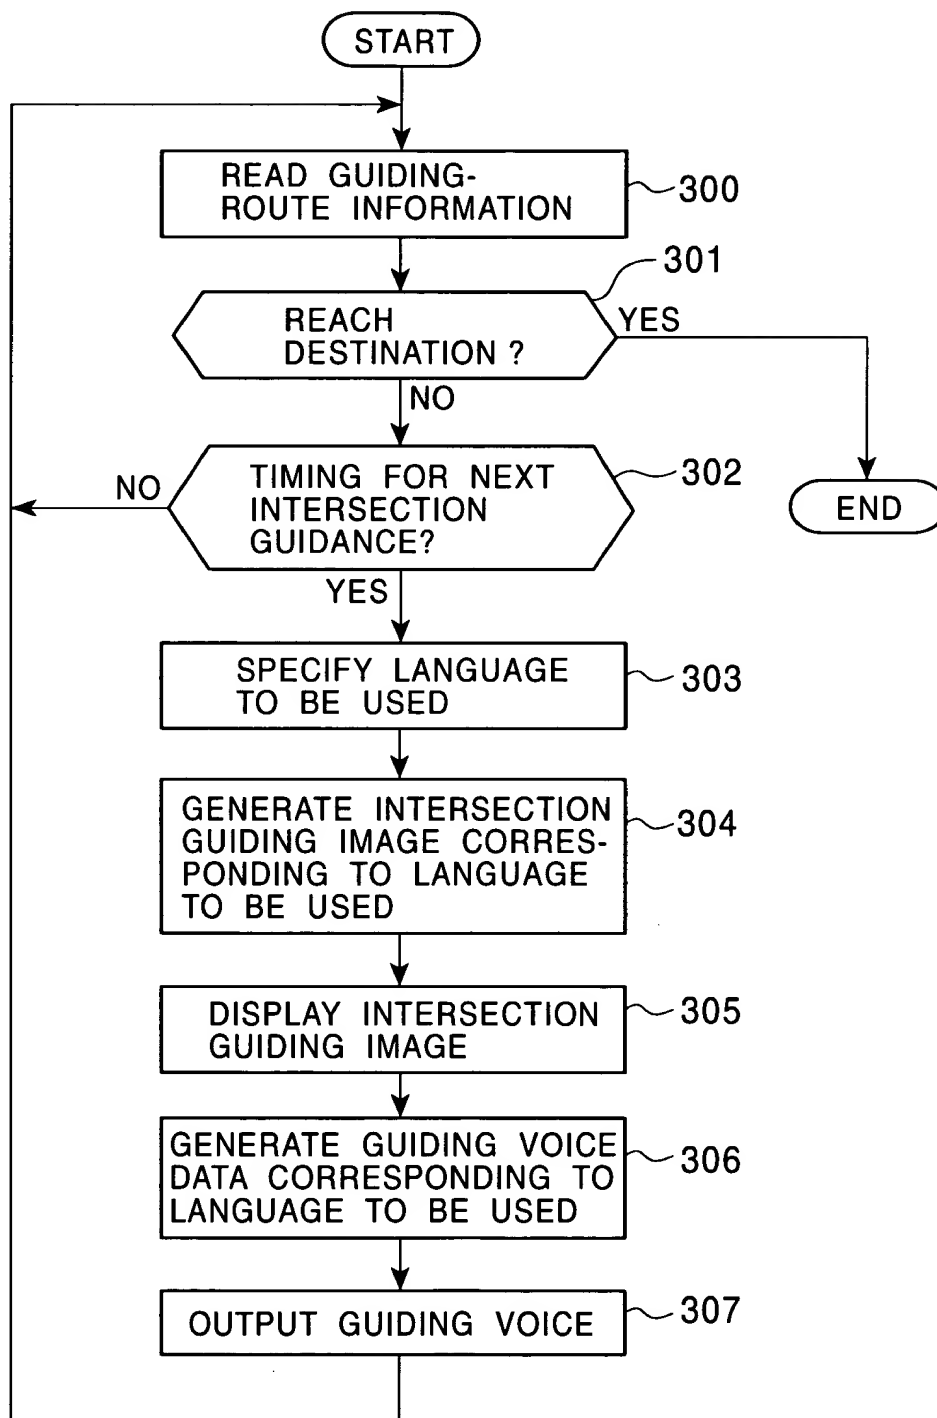 START
READ GUIDING-
ROUTE INFORMATION
300
301
REACH
DESTINATION ?
YES
NO
302
TIMING FOR NEXT
INTERSECTION
GUIDANCE?
NO
END
YES
SPECIFY LANGUAGE
TO BE USED
303
GENERATE INTERSECTION
GUIDING IMAGE CORRES-
PONDING TO LANGUAGE
TO BE USED
304
DISPLAY INTERSECTION
GUIDING IMAGE
305
GENERATE GUIDING VOICE
DATA CORRESPONDING TO
LANGUAGE TO BE USED
306
OUTPUT GUIDING VOICE
307